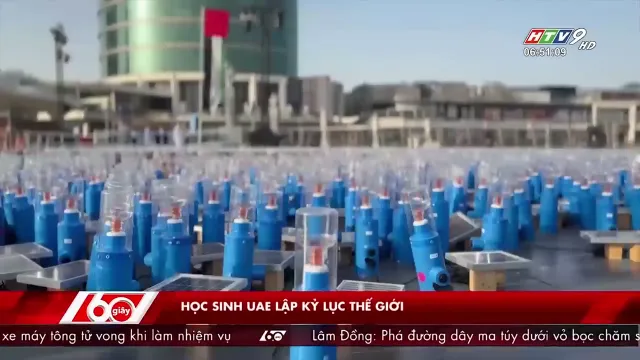 HTV9 HD
06:51:09
60 giây
HỌC SINH UAE LẬP KỶ LỤC THẾ GIỚI
xe máy tông tử vong khi làm nhiệm vụ 60 Lâm Đồng: Phá đường dây ma túy dưới vỏ bọc chăm s